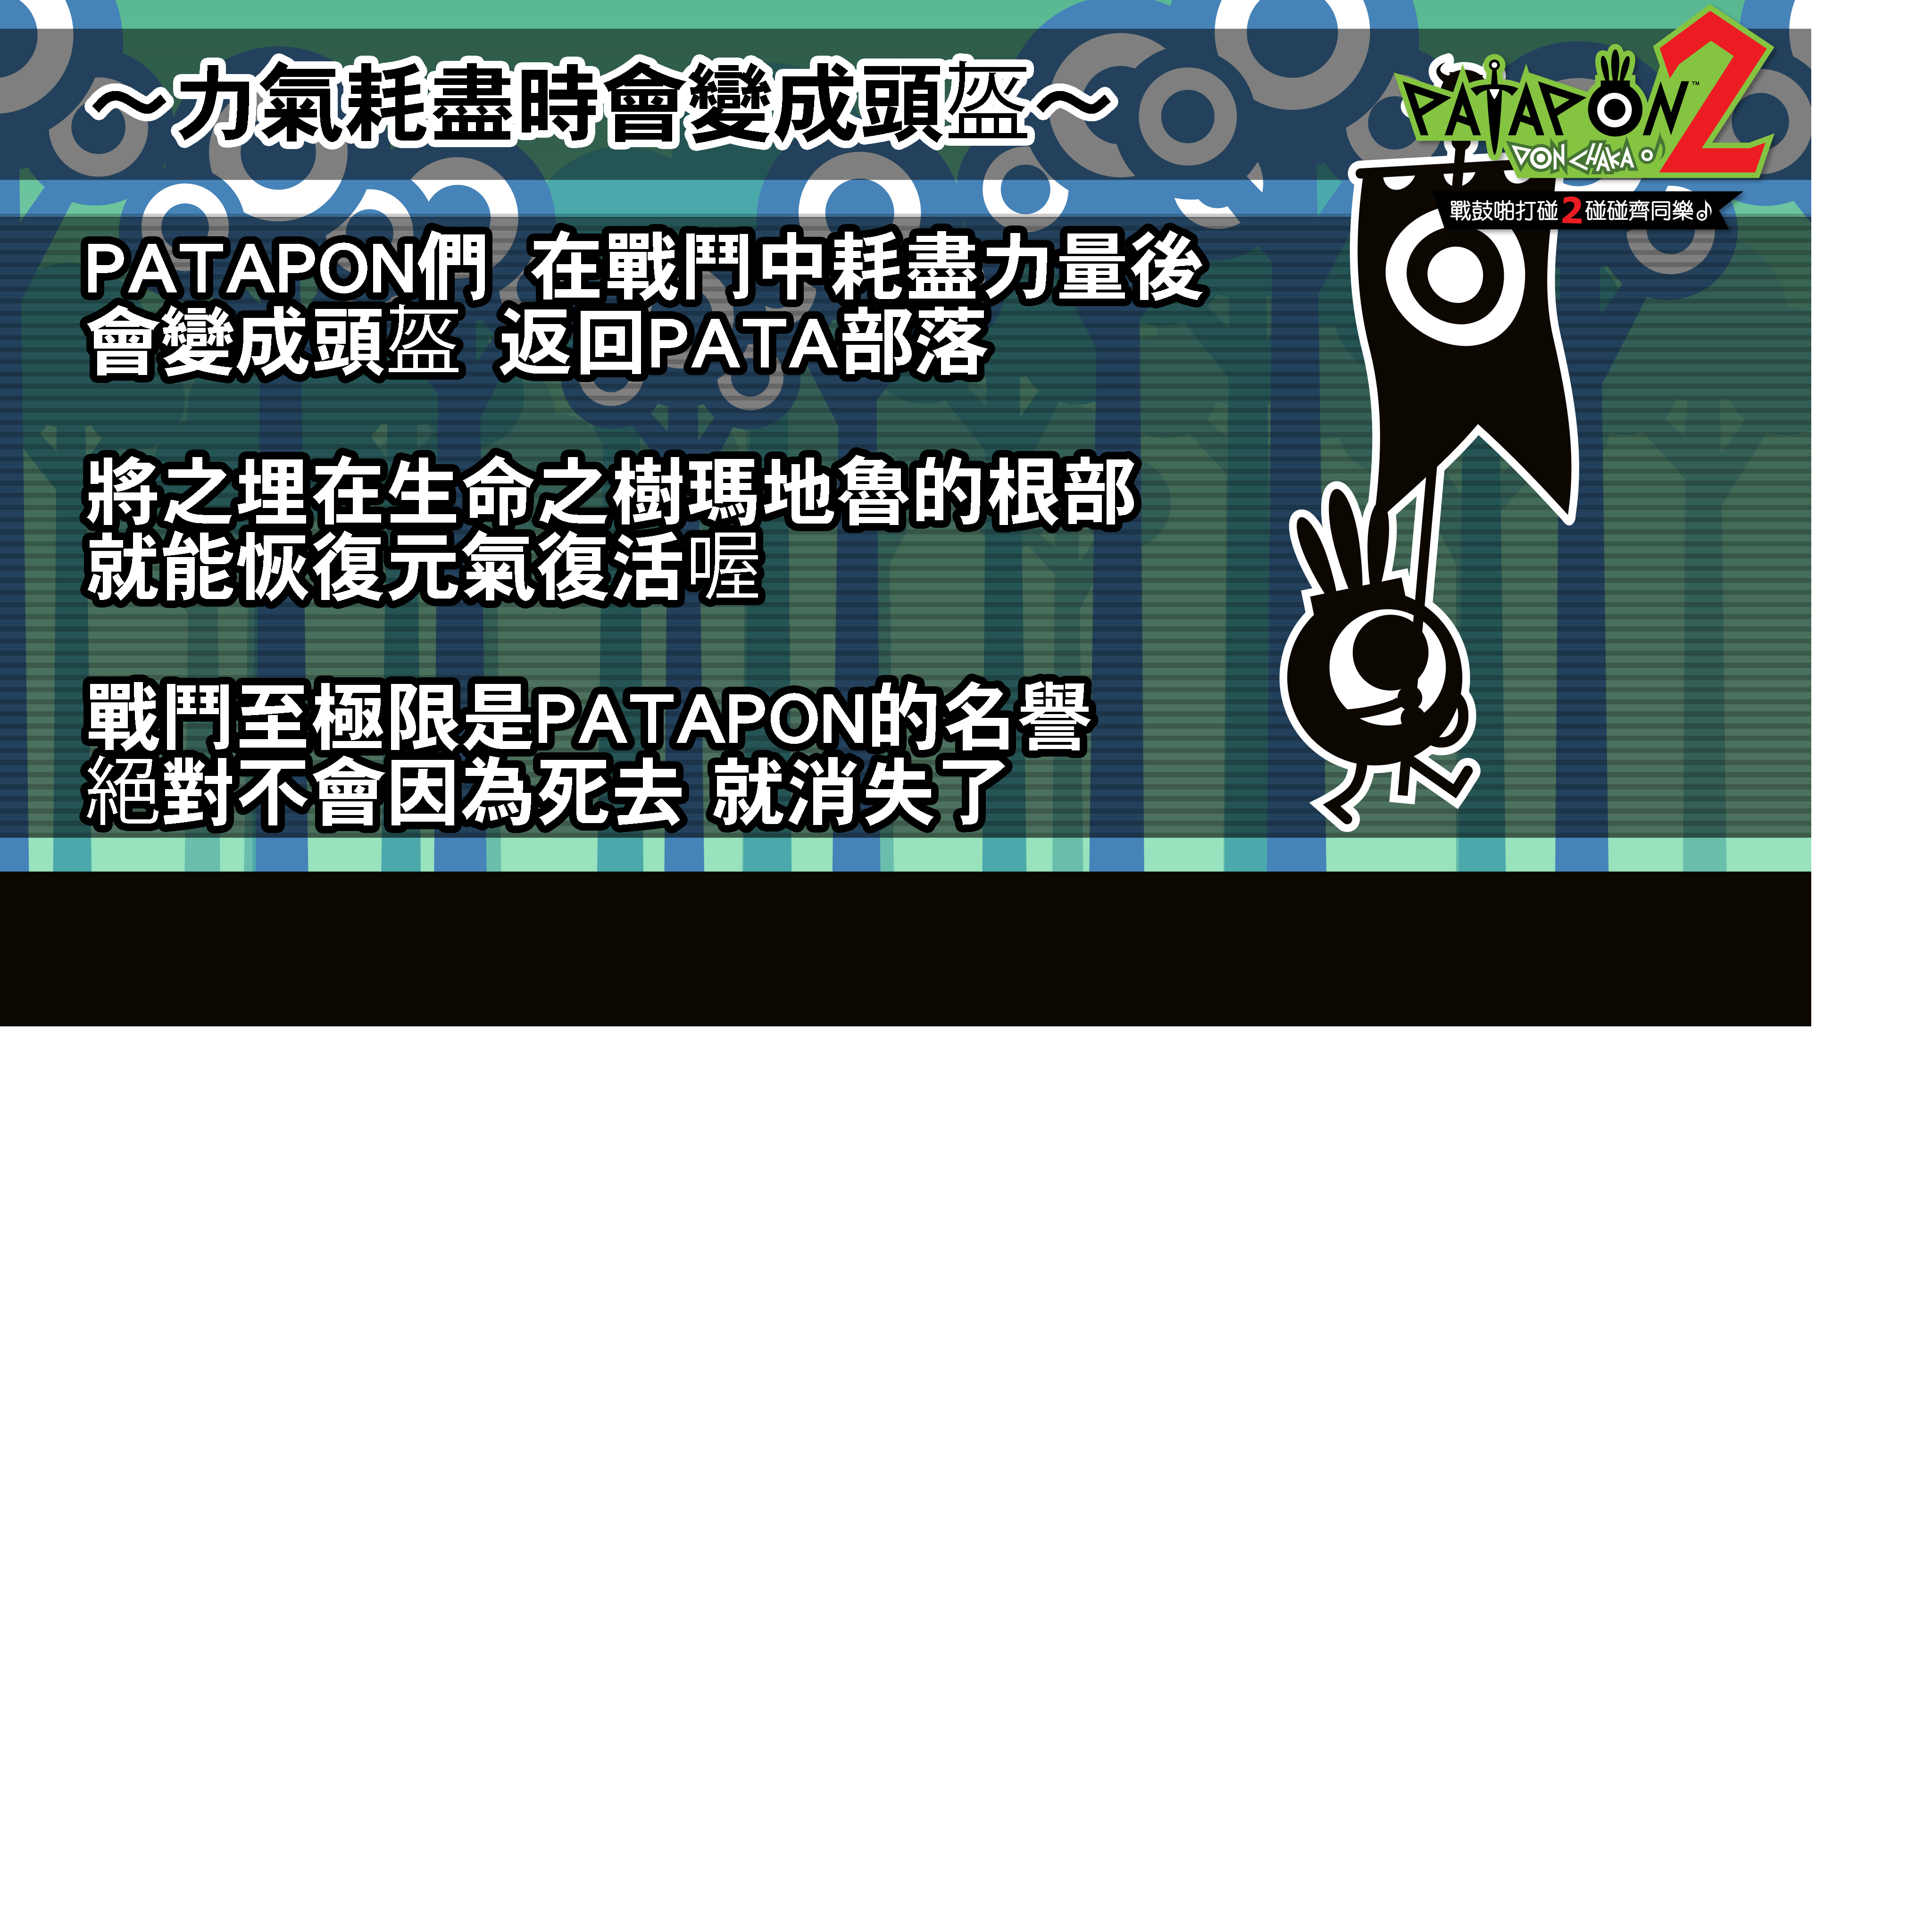 ～力氣耗盡時會變成頭盔～
PATAPON 2
DON CHAKA♪
戰鼓啪打碰2碰碰齊同樂♪
PATAPON們 在戰鬥中耗盡力量後
會變成頭盔 返回PATA部落
將之埋在生命之樹瑪地魯的根部
就能恢復元氣復活喔
戰鬥至極限是PATAPON的名譽
絕對不會因為死去 就消失了